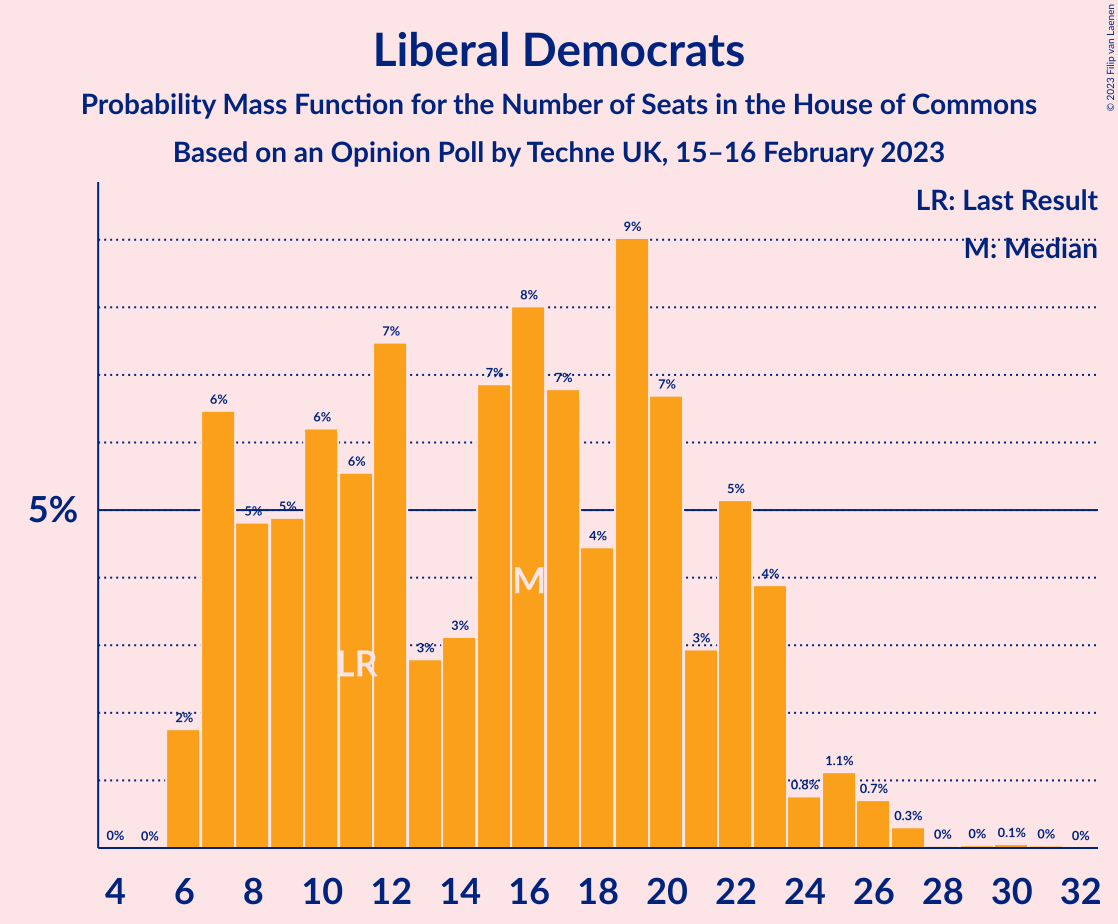 Liberal Democrats
Probability Mass Function for the Number of Seats in the House of Commons
Based on an Opinion Poll by Techne UK, 15–16 February 2023
© 2023 Filip van Laenen
LR: Last Result
M: Median
5%
0% 0% 2% 6% 5% 5% 6% 6% 7% 3% 3% 7% 8% 7% 4% 9% 7% 3% 5% 4% 0.8% 1.1% 0.7% 0.3% 0% 0% 0.1% 0% 0%
LR
M
4 6 8 10 12 14 16 18 20 22 24 26 28 30 32